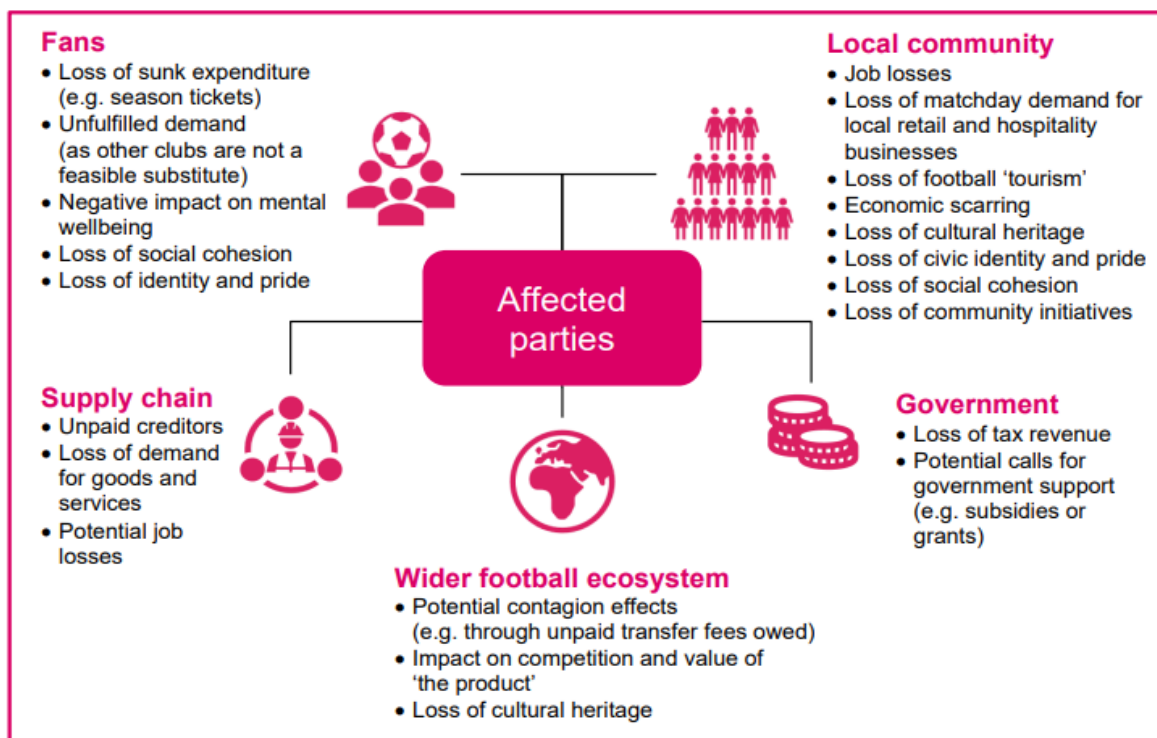 Fans
• Loss of sunk expenditure
(e.g. season tickets)
• Unfulfilled demand
(as other clubs are not a
feasible substitute)
• Negative impact on mental
wellbeing
• Loss of social cohesion
• Loss of identity and pride
Local community
• Job losses
• Loss of matchday demand for
local retail and hospitality
businesses
• Loss of football ‘tourism’
• Economic scarring
• Loss of cultural heritage
• Loss of civic identity and pride
• Loss of social cohesion
• Loss of community initiatives
Affected
parties
Supply chain
• Unpaid creditors
• Loss of demand
for goods and
services
• Potential job
losses
Wider football ecosystem
• Potential contagion effects
(e.g. through unpaid transfer fees owed)
• Impact on competition and value of
‘the product’
• Loss of cultural heritage
Government
• Loss of tax revenue
• Potential calls for
government support
(e.g. subsidies or
grants)